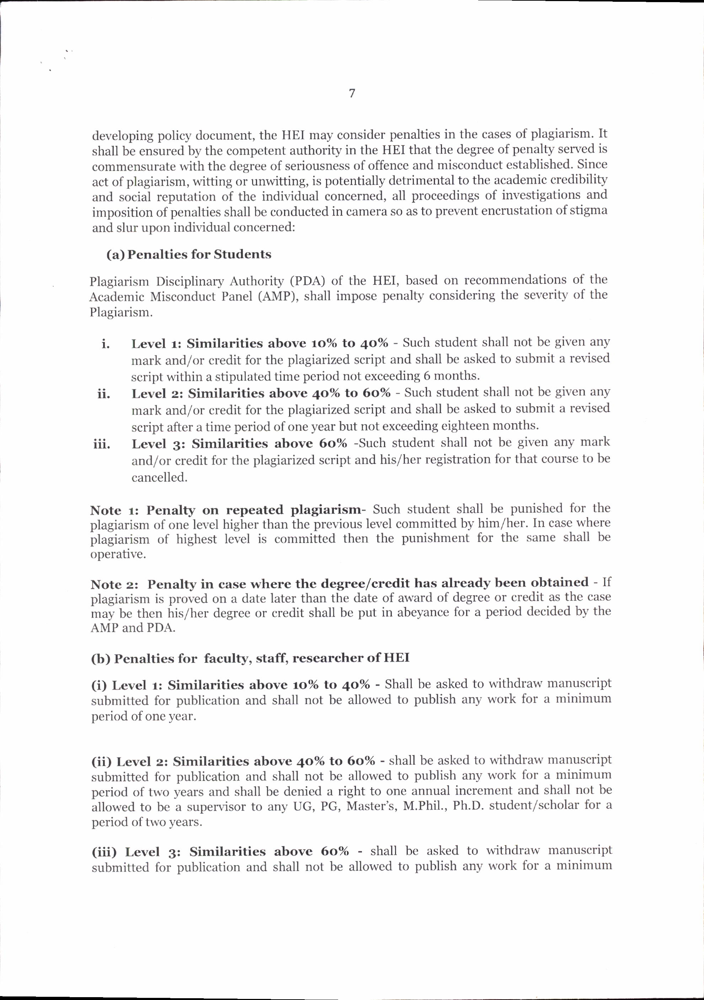 7
developing policy document, the HEI may consider penalties in the cases of plagiarism. It
shall be ensured by the competent authority in the HEI that the degree of penalty served is
commensurate with the degree of seriousness of offence and misconduct established. Since
act of plagiarism, witting or unwitting, is potentially detrimental to the academic credibility
and social reputation of the individual concerned, all proceedings of investigations and
imposition of penalties shall be conducted in camera so as to prevent encrustation of stigma
and slur upon individual concerned:
(a) Penalties for Students
Plagiarism Disciplinary Authority (PDA) of the HEI, based on recommendations of the
Academic Misconduct Panel (AMP), shall impose penalty considering the severity of the
Plagiarism.
i. Level 1: Similarities above 10% to 40% - Such student shall not be given any
mark and/or credit for the plagiarized script and shall be asked to submit a revised
script within a stipulated time period not exceeding 6 months.
ii. Level 2: Similarities above 40% to 60% - Such student shall not be given any
mark and/or credit for the plagiarized script and shall be asked to submit a revised
script after a time period of one year but not exceeding eighteen months.
iii. Level 3: Similarities above 60% -Such student shall not be given any mark
and/or credit for the plagiarized script and his/her registration for that course to be
cancelled.
Note 1: Penalty on repeated plagiarism- Such student shall be punished for the
plagiarism of one level higher than the previous level committed by him/her. In case where
plagiarism of highest level is committed then the punishment for the same shall be
operative.
Note 2: Penalty in case where the degree/credit has already been obtained - If
plagiarism is proved on a date later than the date of award of degree or credit as the case
may be then his/her degree or credit shall be put in abeyance for a period decided by the
AMP and PDA.
(b) Penalties for faculty, staff, researcher of HEI
(i) Level 1: Similarities above 10% to 40% - Shall be asked to withdraw manuscript
submitted for publication and shall not be allowed to publish any work for a minimum
period of one year.
(ii) Level 2: Similarities above 40% to 60% - shall be asked to withdraw manuscript
submitted for publication and shall not be allowed to publish any work for a minimum
period of two years and shall be denied a right to one annual increment and shall not be
allowed to be a supervisor to any UG, PG, Master's, M.Phil., Ph.D. student/scholar for a
period of two years.
(iii) Level 3: Similarities above 60% - shall be asked to withdraw manuscript
submitted for publication and shall not be allowed to publish any work for a minimum